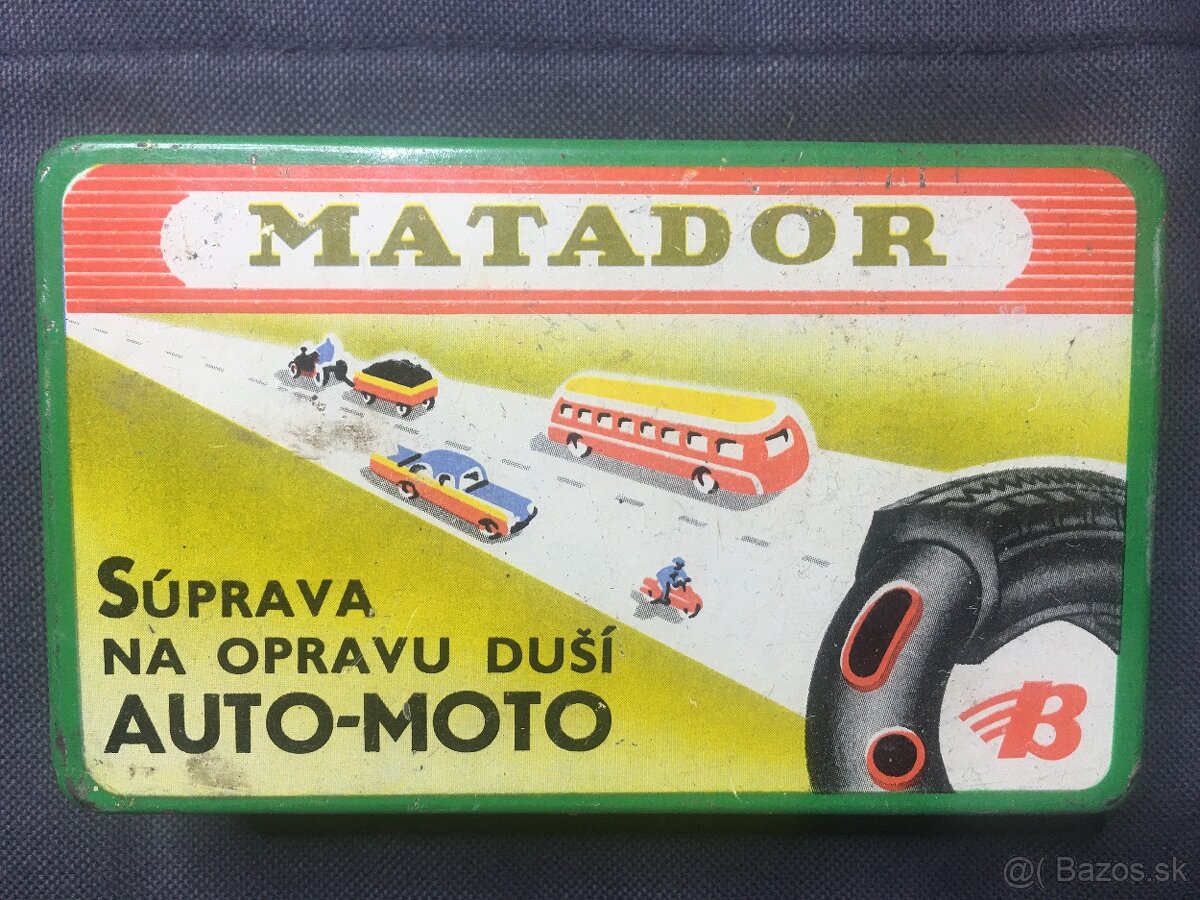 MATADOR
SÚPRAVA
NA OPRAVU DUŠÍ
AUTO-MOTO
B
@( Bazos.sk